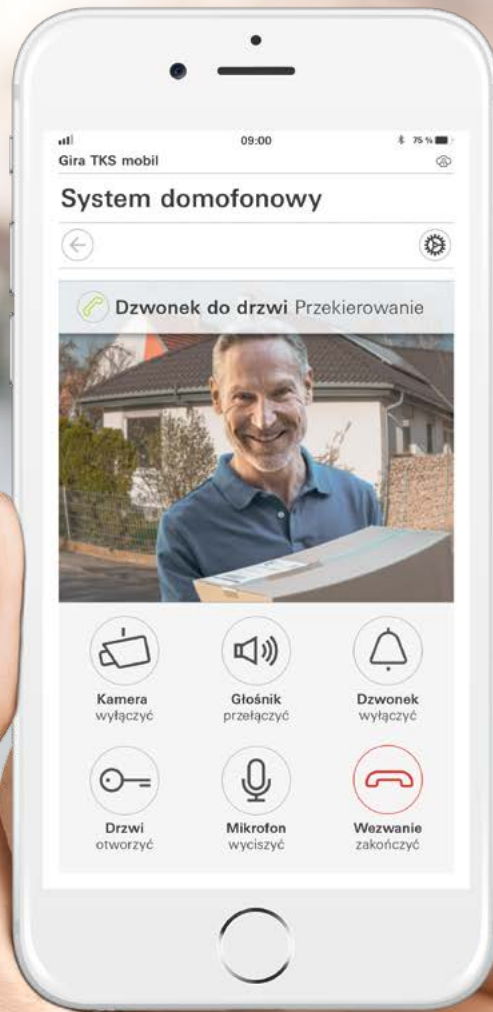 09:00
75 %
Gira TKS mobil
System domofonowy
Dzwonek do drzwi Przekierowanie
Kamera
wyłączyć
Głośnik
przełączyć
Dzwonek
wyłączyć
Drzwi
otworzyć
Mikrofon
wyciszyć
Wezwanie
zakończyć